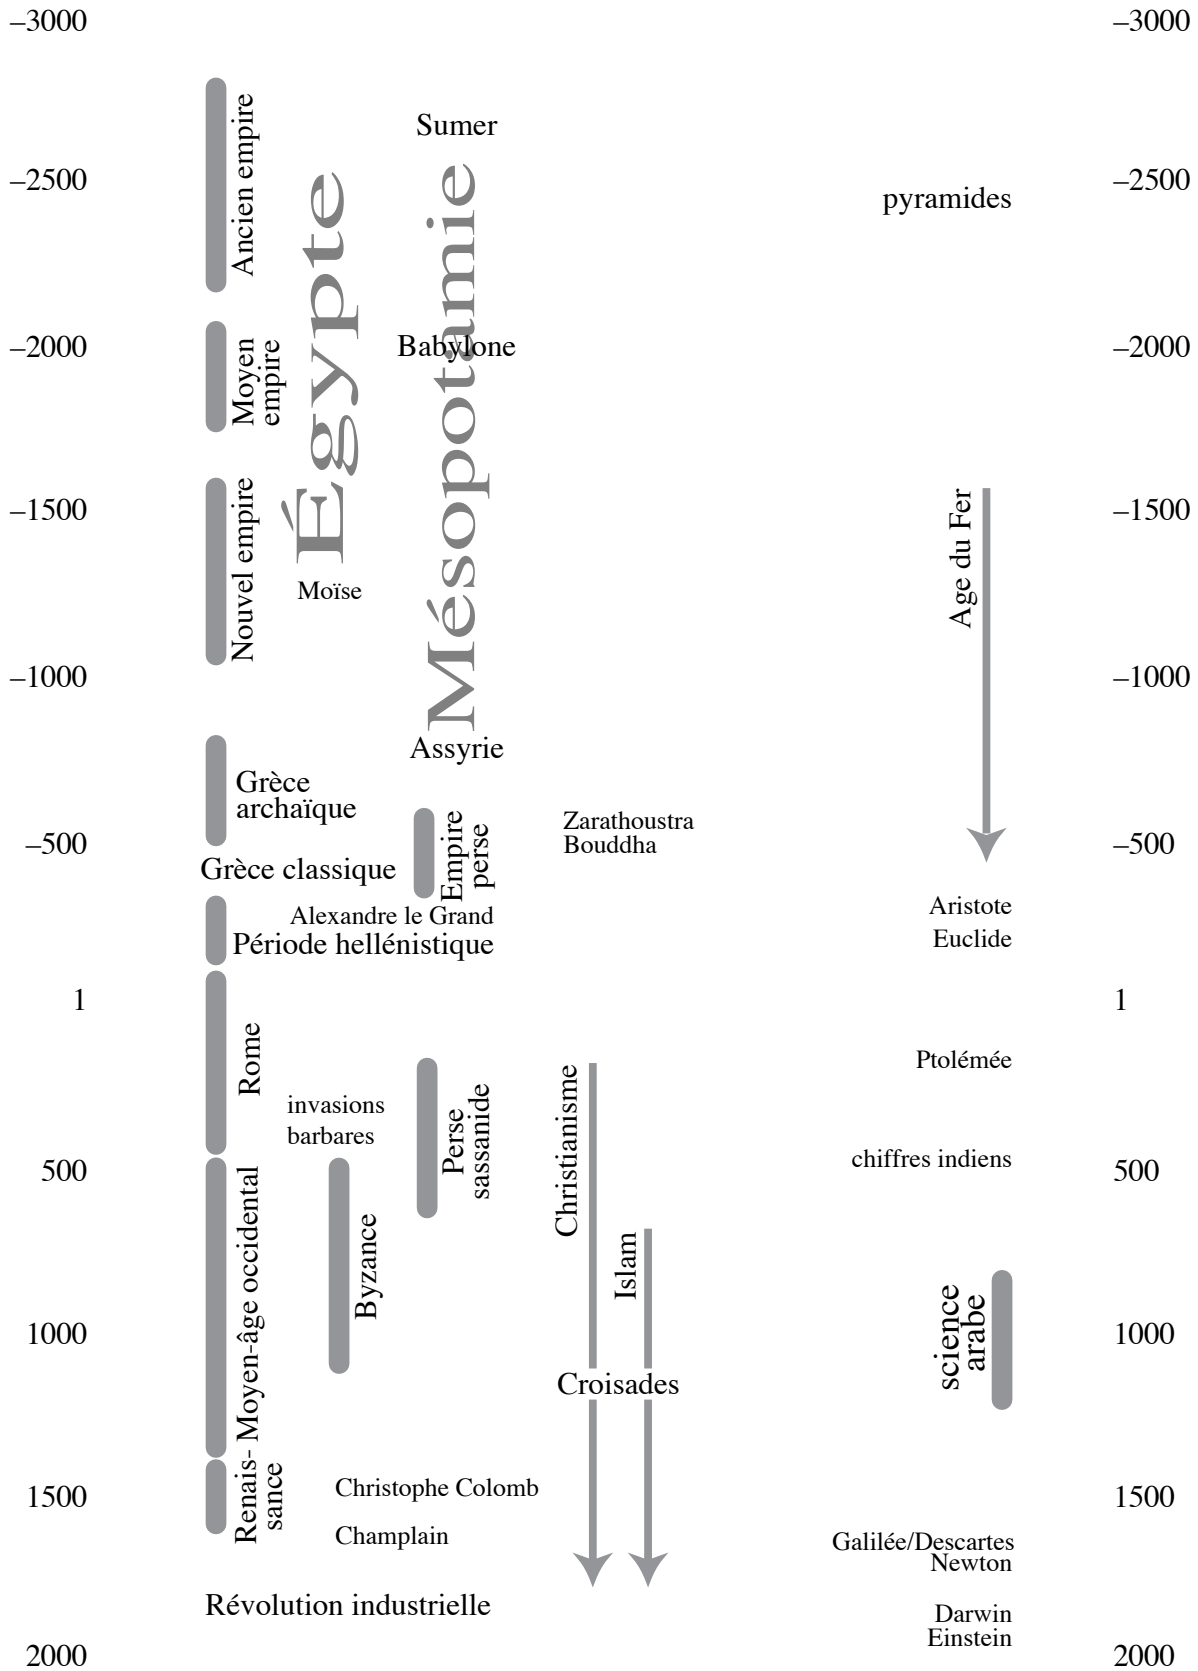 –3000
–3000
Sumer
Ancien empire
–2500
–2500
pyramides
Égypte
Mésopotamie
–2000
Babylone
–2000
Moyen
empire
–1500
–1500
Nouvel empire
Age du Fer
Moïse
–1000
–1000
Assyrie
Grèce
archaïque
Empire
perse
Zarathoustra
Bouddha
–500
–500
Grèce classique
Alexandre le Grand
Aristote
Période hellénistique
Euclide
1
1
Rome
Ptolémée
invasions
barbares
Perse
sassanide
Christianisme
chiffres indiens
500
500
Moyen-âge occidental
Byzance
Islam
science
arabe
1000
1000
Croisades
Renais-
sance
Christophe Colomb
1500
1500
Champlain
Galilée/Descartes
Newton
Révolution industrielle
Darwin
Einstein
2000
2000